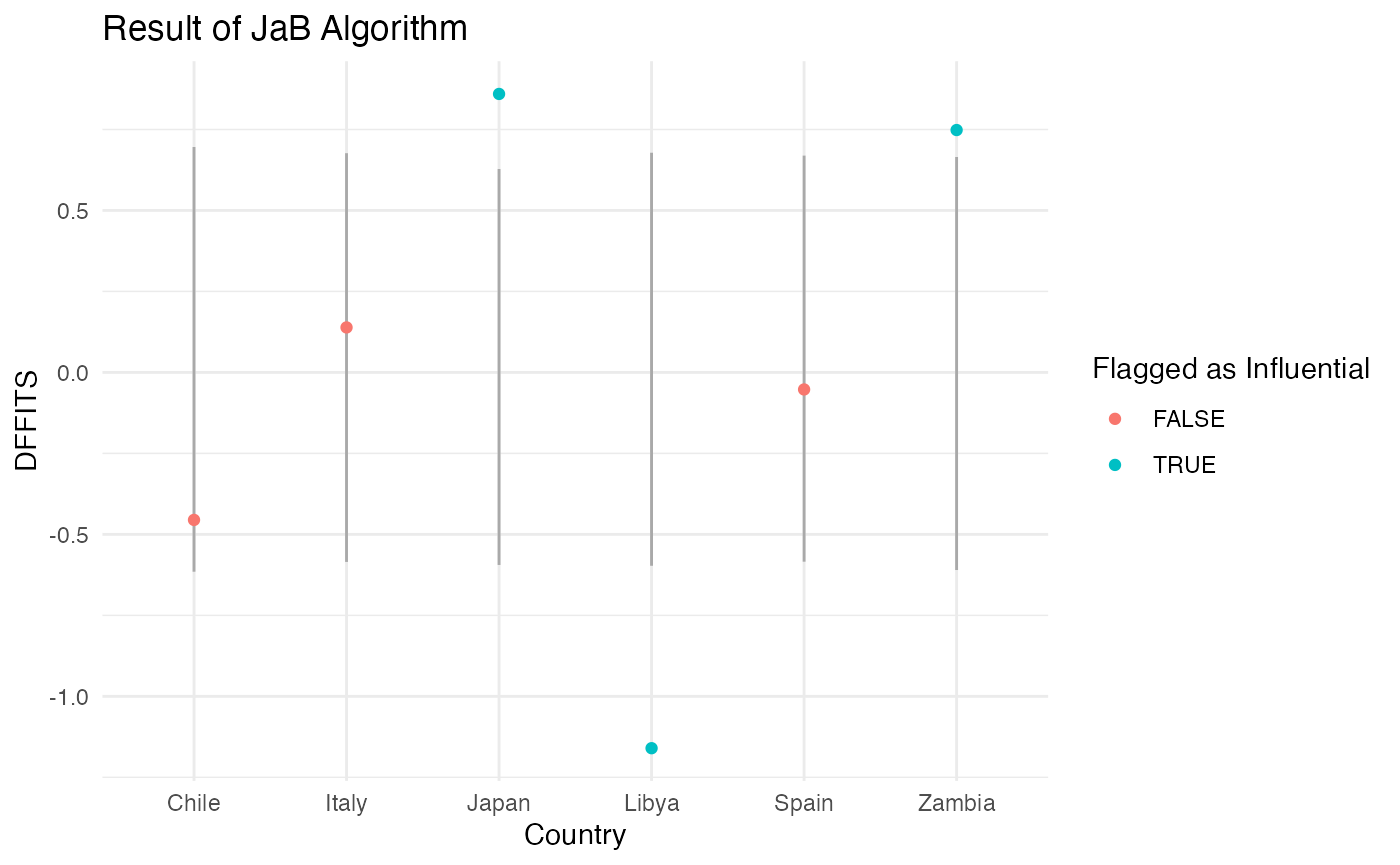 Result of JaB Algorithm
DFFITS
0.5
0.0
-0.5
-1.0
Chile Italy Japan Libya Spain Zambia
Country
Flagged as Influential
FALSE
TRUE